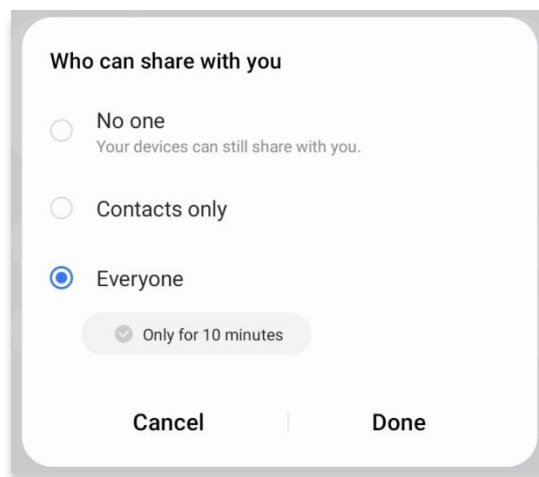 Who can share with you
No one
Your devices can still share with you.
Contacts only
Everyone
Only for 10 minutes
Cancel
Done